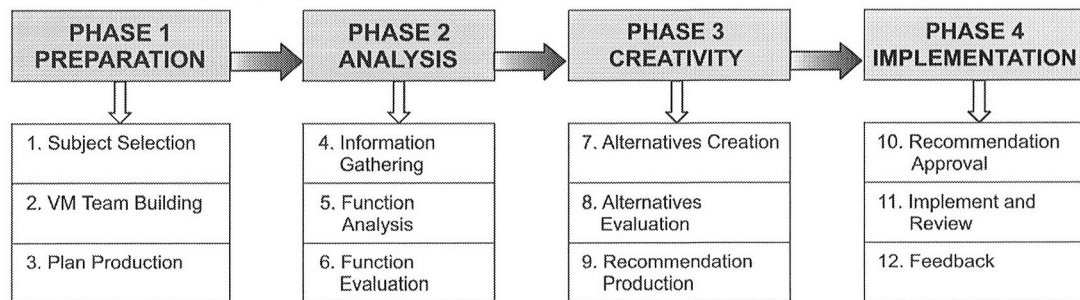 PHASE 1
PREPARATION
PHASE 2
ANALYSIS
PHASE 3
CREATIVITY
PHASE 4
IMPLEMENTATION
1. Subject Selection
2. VM Team Building
3. Plan Production
4. Information
Gathering
5. Function
Analysis
6. Function
Evaluation
7. Alternatives Creation
8. Alternatives
Evaluation
9. Recommendation
Production
10. Recommendation
Approval
11. Implement and
Review
12. Feedback